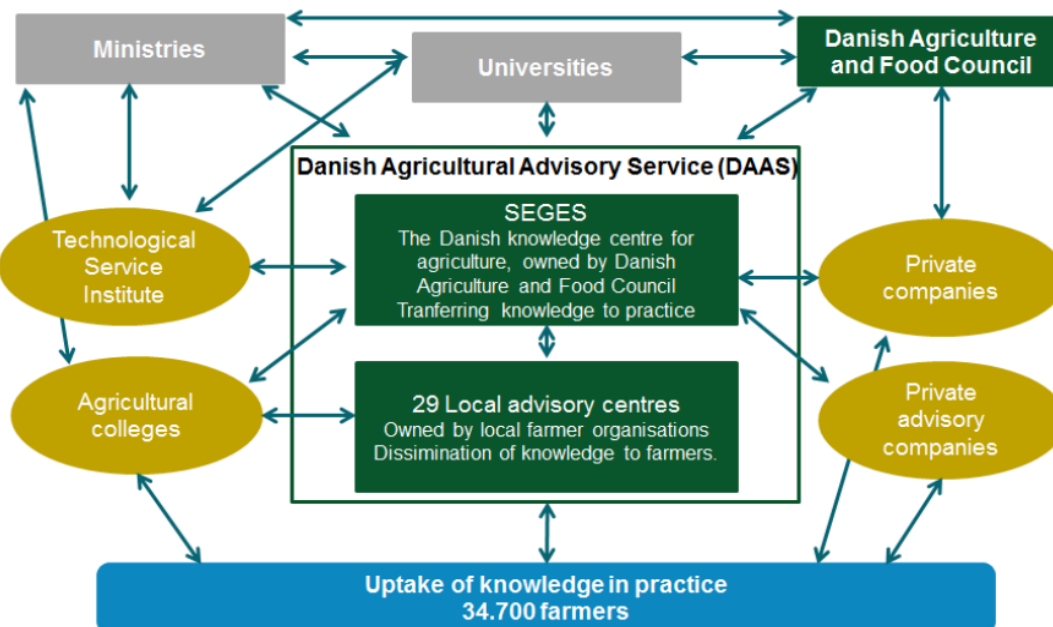 Ministries
Universities
Danish Agriculture
and Food Council
Danish Agricultural Advisory Service (DAAS)
SEGES
The Danish knowledge centre for
agriculture, owned by Danish
Agriculture and Food Council
Tranferring knowledge to practice
Technological
Service
Institute
Private
companies
Agricultural
colleges
29 Local advisory centres
Owned by local farmer organisations
Dissimination of knowledge to farmers.
Private
advisory
companies
Uptake of knowledge in practice
34.700 farmers